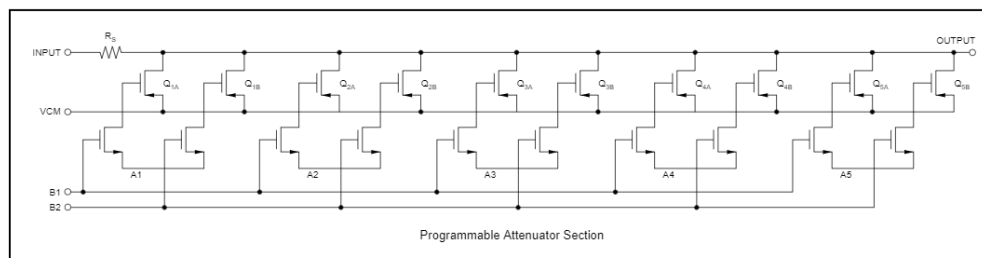 RS
INPUT
OUTPUT
Q1A
Q1B
Q2A
Q2B
Q3A
Q3B
Q4A
Q4B
Q5A
Q5B
VCM
A1
A2
A3
A4
A5
B1
B2
Programmable Attenuator Section